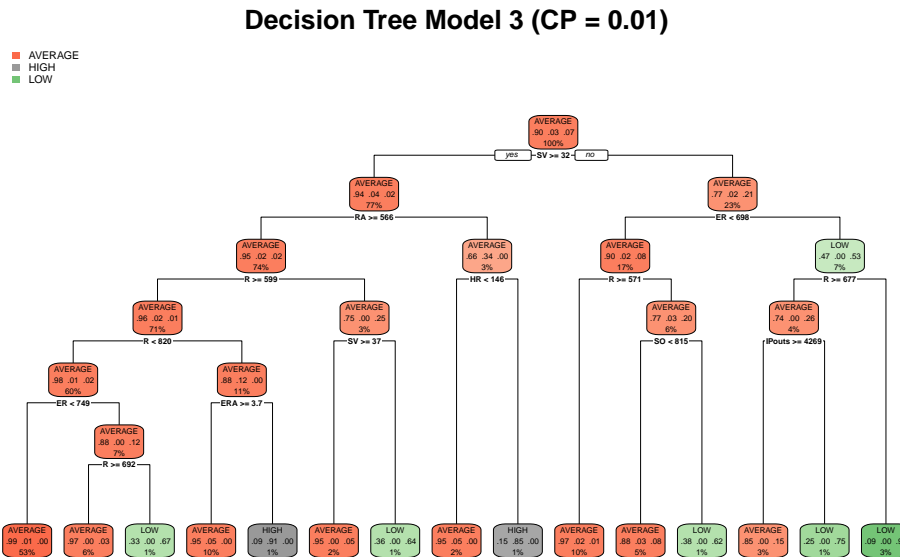 Decision Tree Model 3 (CP = 0.01)
AVERAGE
HIGH
LOW
AVERAGE
.90 .03 .07
100%
yes SV >= 32 no
AVERAGE
.94 .04 .02
77%
RA >= 566
AVERAGE
.77 .02 .21
23%
ER < 698
AVERAGE
.95 .02 .02
74%
R >= 599
AVERAGE
.66 .34 .00
3%
HR < 146
AVERAGE
.90 .02 .08
17%
R >= 571
LOW
.47 .00 .53
7%
R >= 677
AVERAGE
.96 .02 .01
71%
R < 820
AVERAGE
.75 .00 .25
3%
SV >= 37
AVERAGE
.77 .03 .20
6%
SO < 815
AVERAGE
.74 .00 .26
4%
IPouts >= 4269
AVERAGE
.98 .01 .02
60%
ER < 749
AVERAGE
.88 .12 .00
11%
ERA >= 3.7
AVERAGE
.88 .00 .12
7%
R >= 692
AVERAGE
.99 .01 .00
53%
AVERAGE
.97 .00 .03
6%
LOW
.33 .00 .67
1%
AVERAGE
.95 .05 .00
10%
HIGH
.09 .91 .00
1%
AVERAGE
.95 .00 .05
2%
LOW
.36 .00 .64
1%
AVERAGE
.95 .05 .00
2%
HIGH
.15 .85 .00
1%
AVERAGE
.97 .02 .01
10%
AVERAGE
.88 .03 .08
5%
LOW
.38 .00 .62
1%
AVERAGE
.85 .00 .15
3%
LOW
.25 .00 .75
1%
LOW
.09 .00
3%